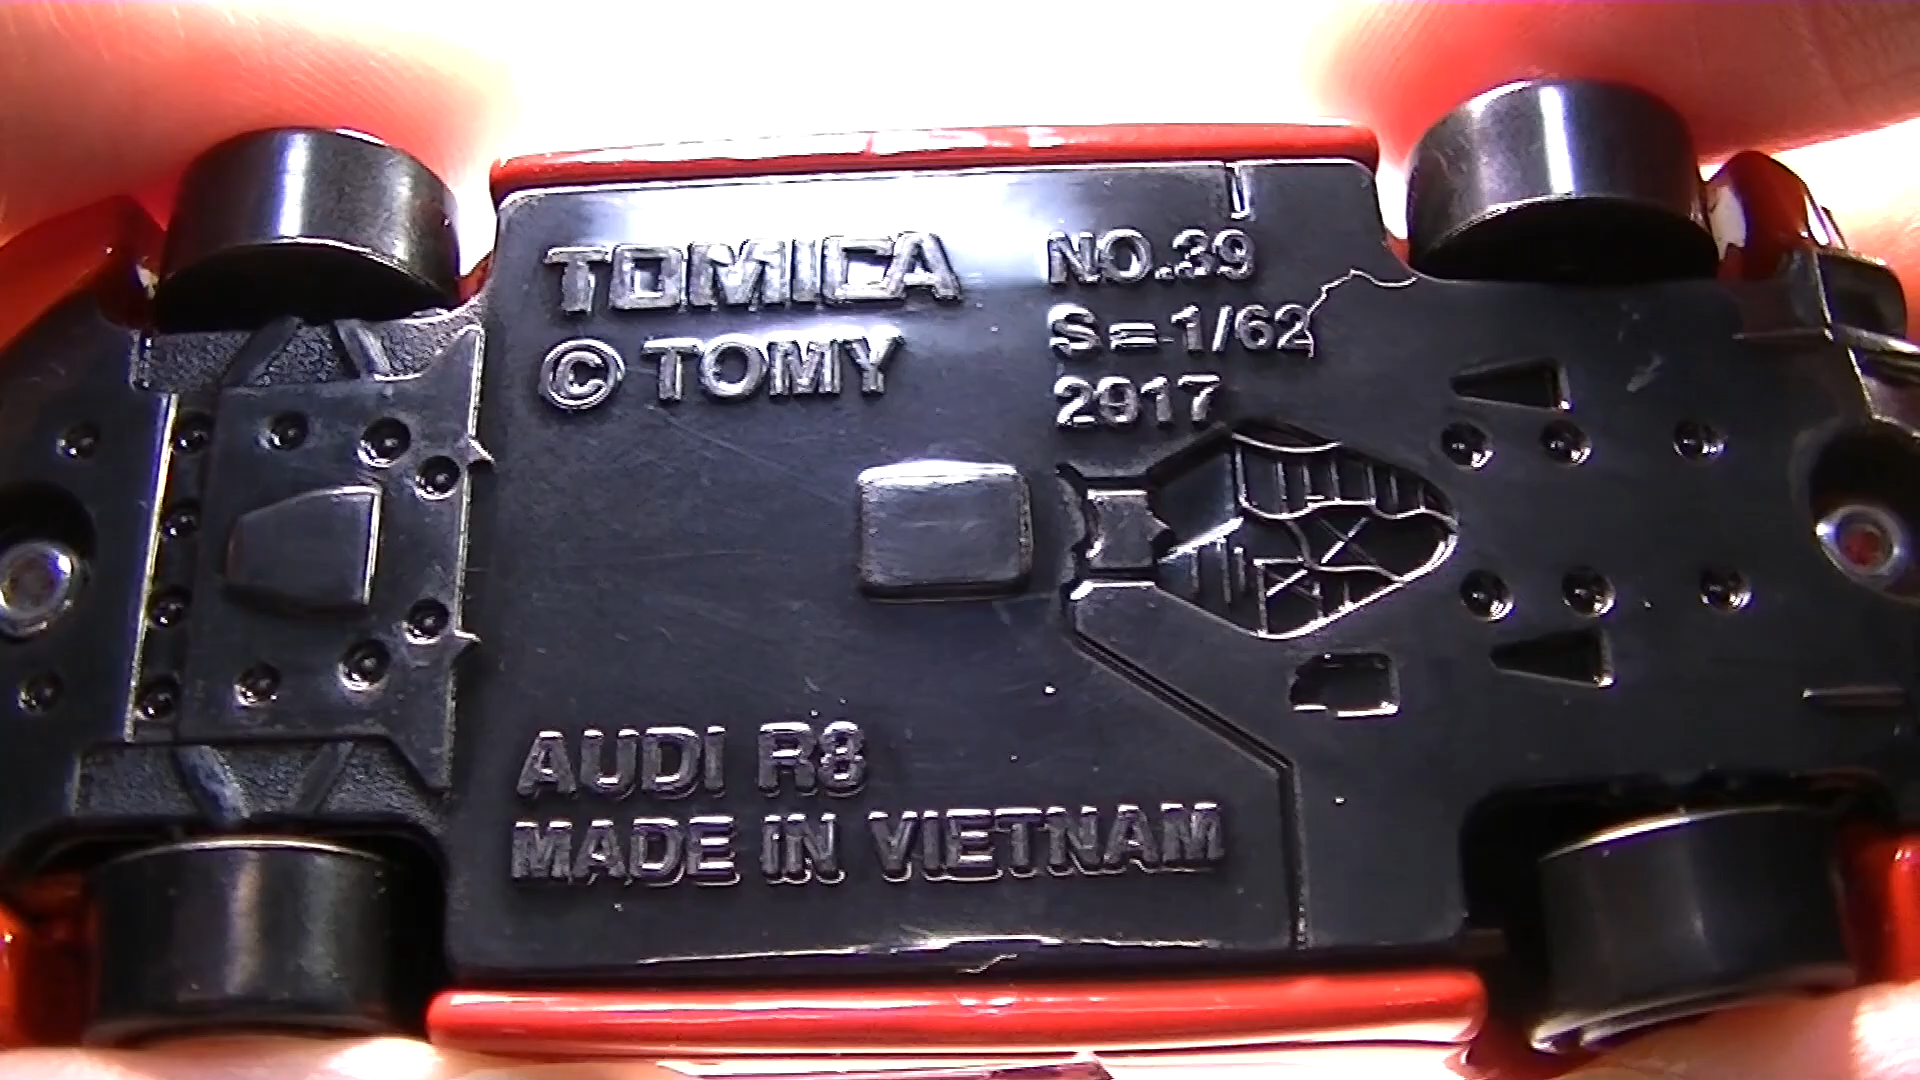 TOMICA
© TOMY
NO.39
S=1/62
2017
AUDI R8
MADE IN VIETNAM